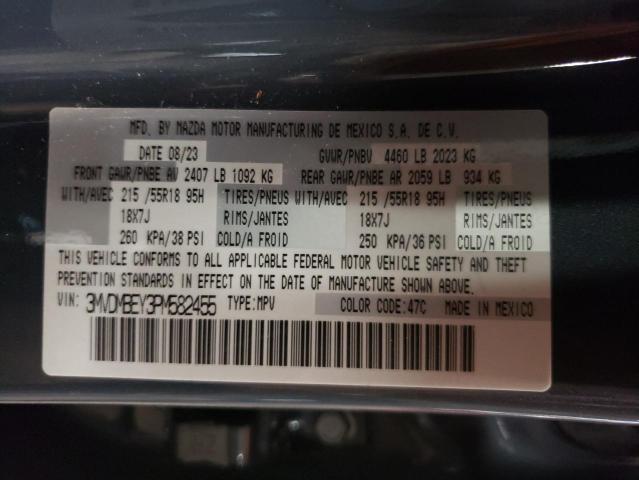 MFD. BY MAZDA MOTOR MANUFACTURING DE MEXICO S.A. DE C.V.
DATE 08/23 GVWR/PNBV 4460 LB 2023 KG
FRONT GAWR/PNBE AV 2407 LB 1092 KG REAR GAWR/PNBE AR 2059 LB 934 KG
WITH/AVEC 215 /55R18 95H TIRES/PNEUS WITH/AVEC 215 /55R18 95H TIRES/PNEUS
18X7J RIMS/JANTES 18X7J RIMS/JANTES
260 KPA/38 PSI COLD/A FROID 250 KPA/36 PSI COLD/A FROID
THIS VEHICLE CONFORMS TO ALL APPLICABLE FEDERAL MOTOR VEHICLE SAFETY AND THEFT
PREVENTION STANDARDS IN EFFECT ON THE DATE OF MANUFACTURE SHOWN ABOVE.
VIN: 3MVDMBEY3PM582455 TYPE: MPV COLOR CODE: 47C MADE IN MEXICO